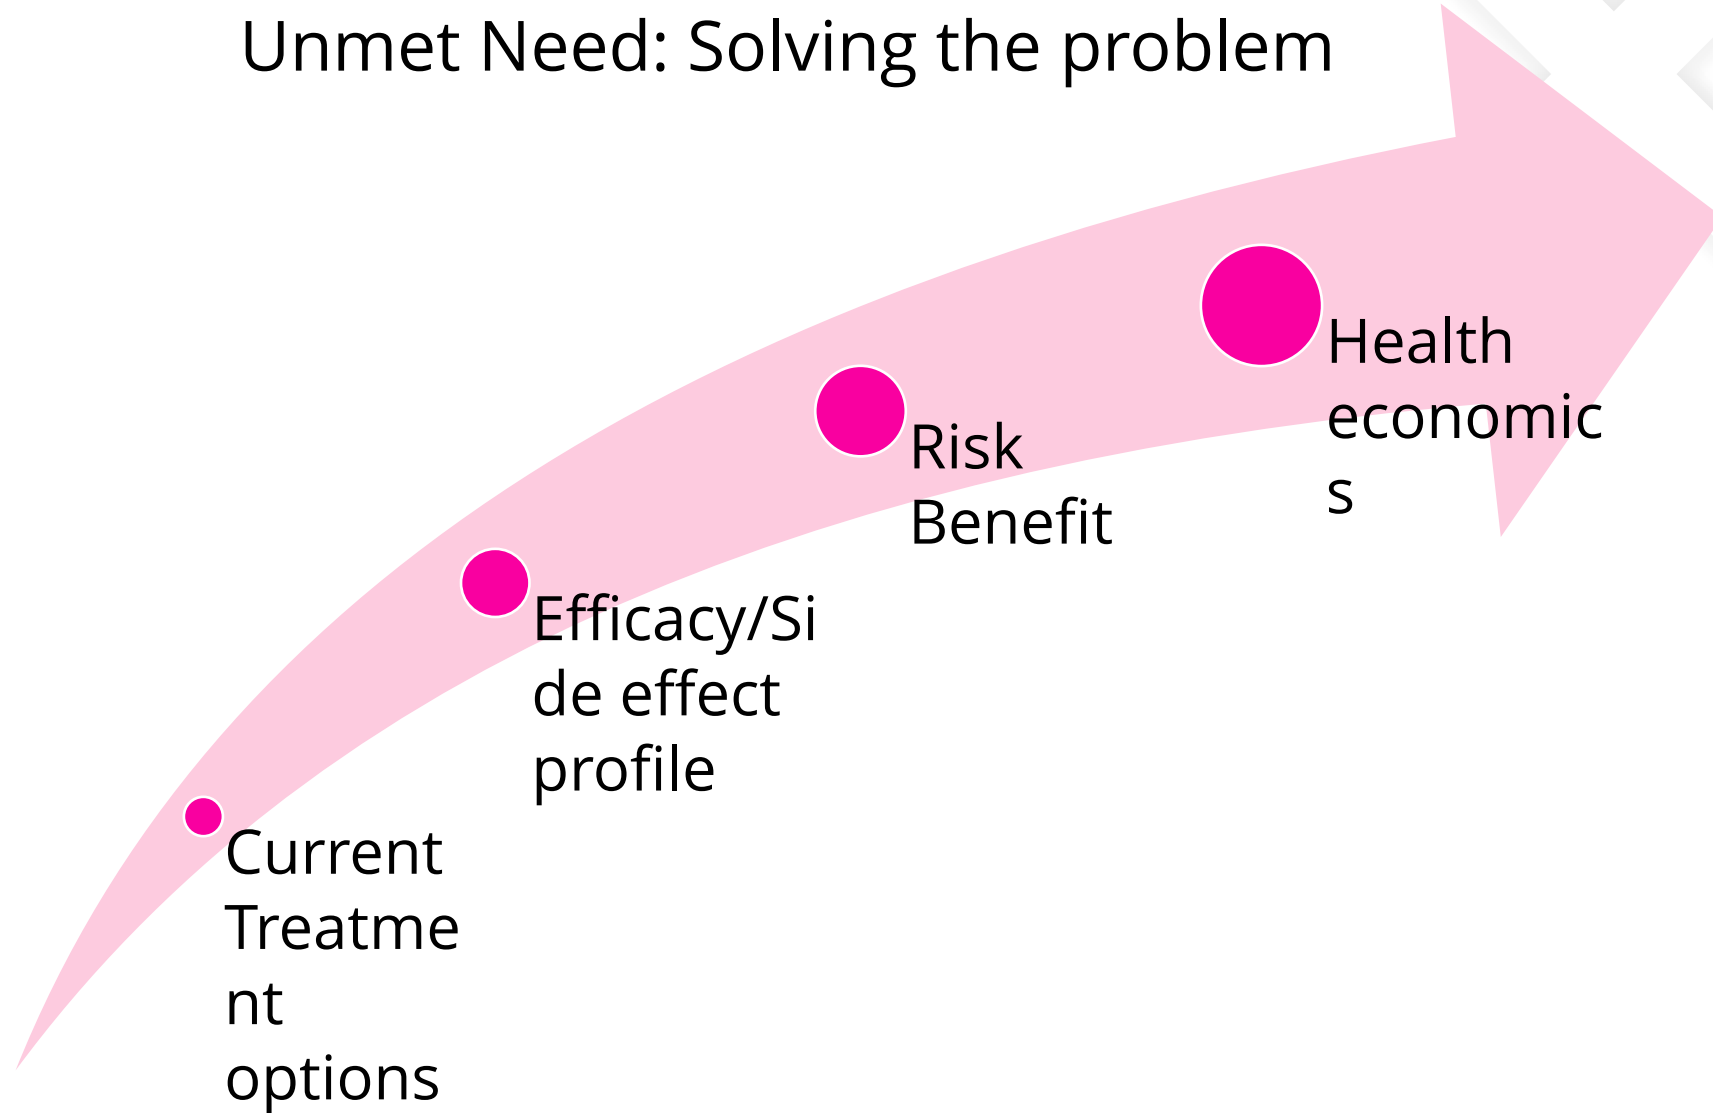 Unmet Need: Solving the problem
Health
economic
s
Risk
Benefit
Efficacy/Si
de effect
profile
Current
Treatme
nt
options